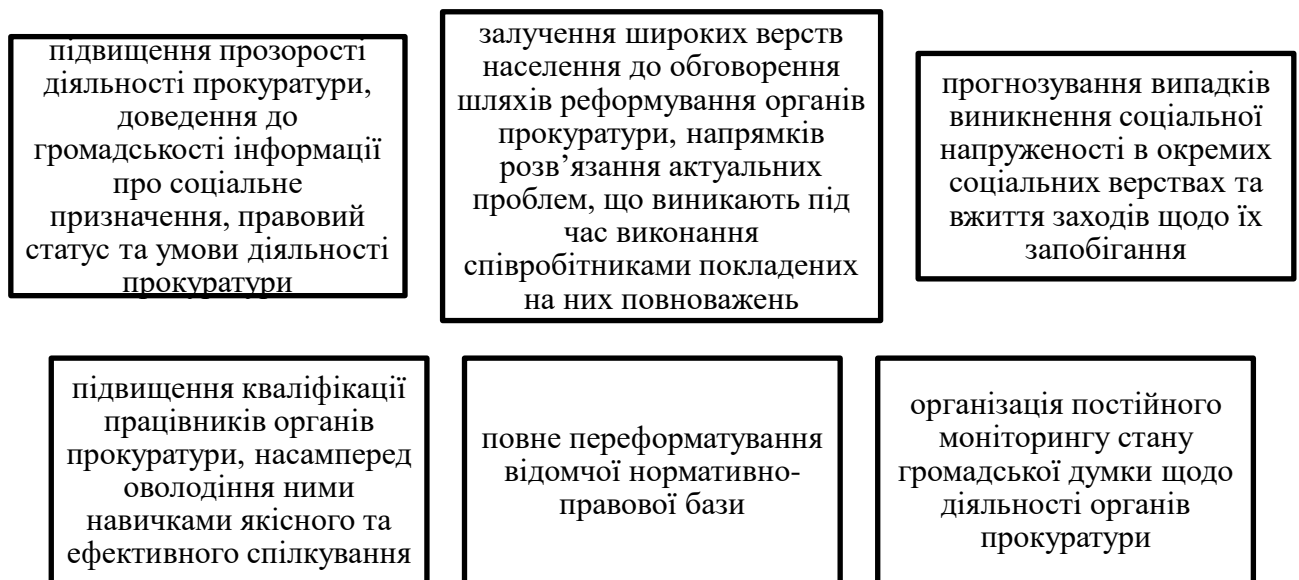 підвищення прозорості
діяльності прокуратури,
доведення до
громадськості інформації
про соціальне
призначення, правовий
статус та умови діяльності
прокуратури
залучення широких верств
населення до обговорення
шляхів реформування органів
прокуратури, напрямків
розв’язання актуальних
проблем, що виникають під
час виконання
співробітниками покладених
на них повноважень
прогнозування випадків
виникнення соціальної
напруженості в окремих
соціальних верствах та
вжиття заходів щодо їх
запобігання
підвищення кваліфікації
працівників органів
прокуратури, насамперед
оволодіння ними
навичками якісного та
ефективного спілкування
повне переформатування
відомчої нормативно-
правової бази
організація постійного
моніторингу стану
громадської думки щодо
діяльності органів
прокуратури